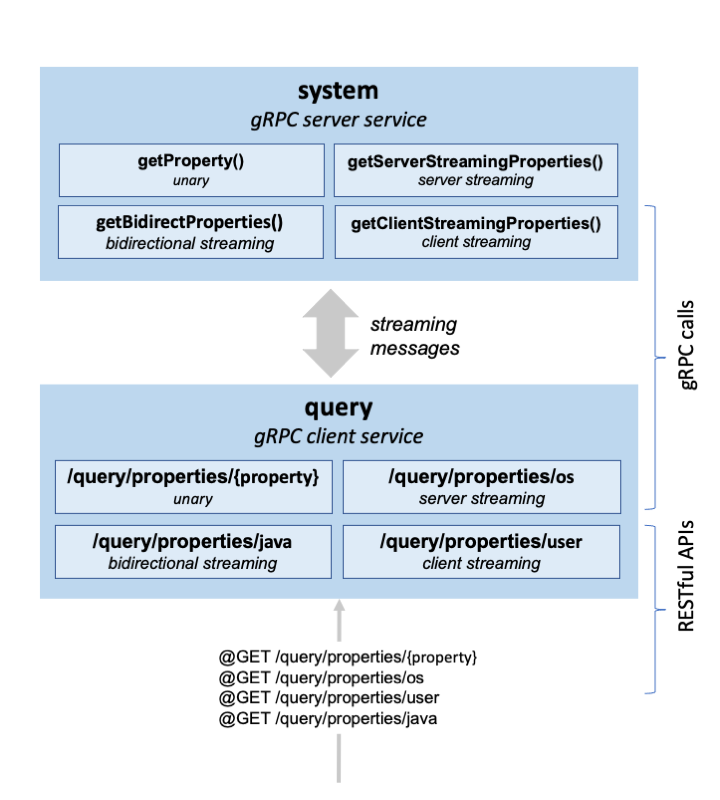 system
gRPC server service
getProperty()
unary
getServerStreamingProperties()
server streaming
getBidirectProperties()
bidirectional streaming
getClientStreamingProperties()
client streaming
streaming
messages
gRPC calls
query
gRPC client service
/query/properties/{property}
unary
/query/properties/os
server streaming
/query/properties/java
bidirectional streaming
/query/properties/user
client streaming
RESTful APIs
@GET /query/properties/{property}
@GET /query/properties/os
@GET /query/properties/user
@GET /query/properties/java